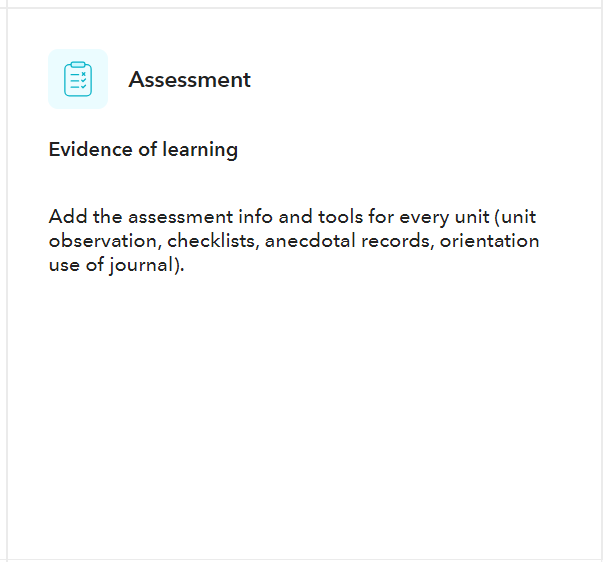 Assessment
Evidence of learning
Add the assessment info and tools for every unit (unit
observation, checklists, anecdotal records, orientation
use of journal).